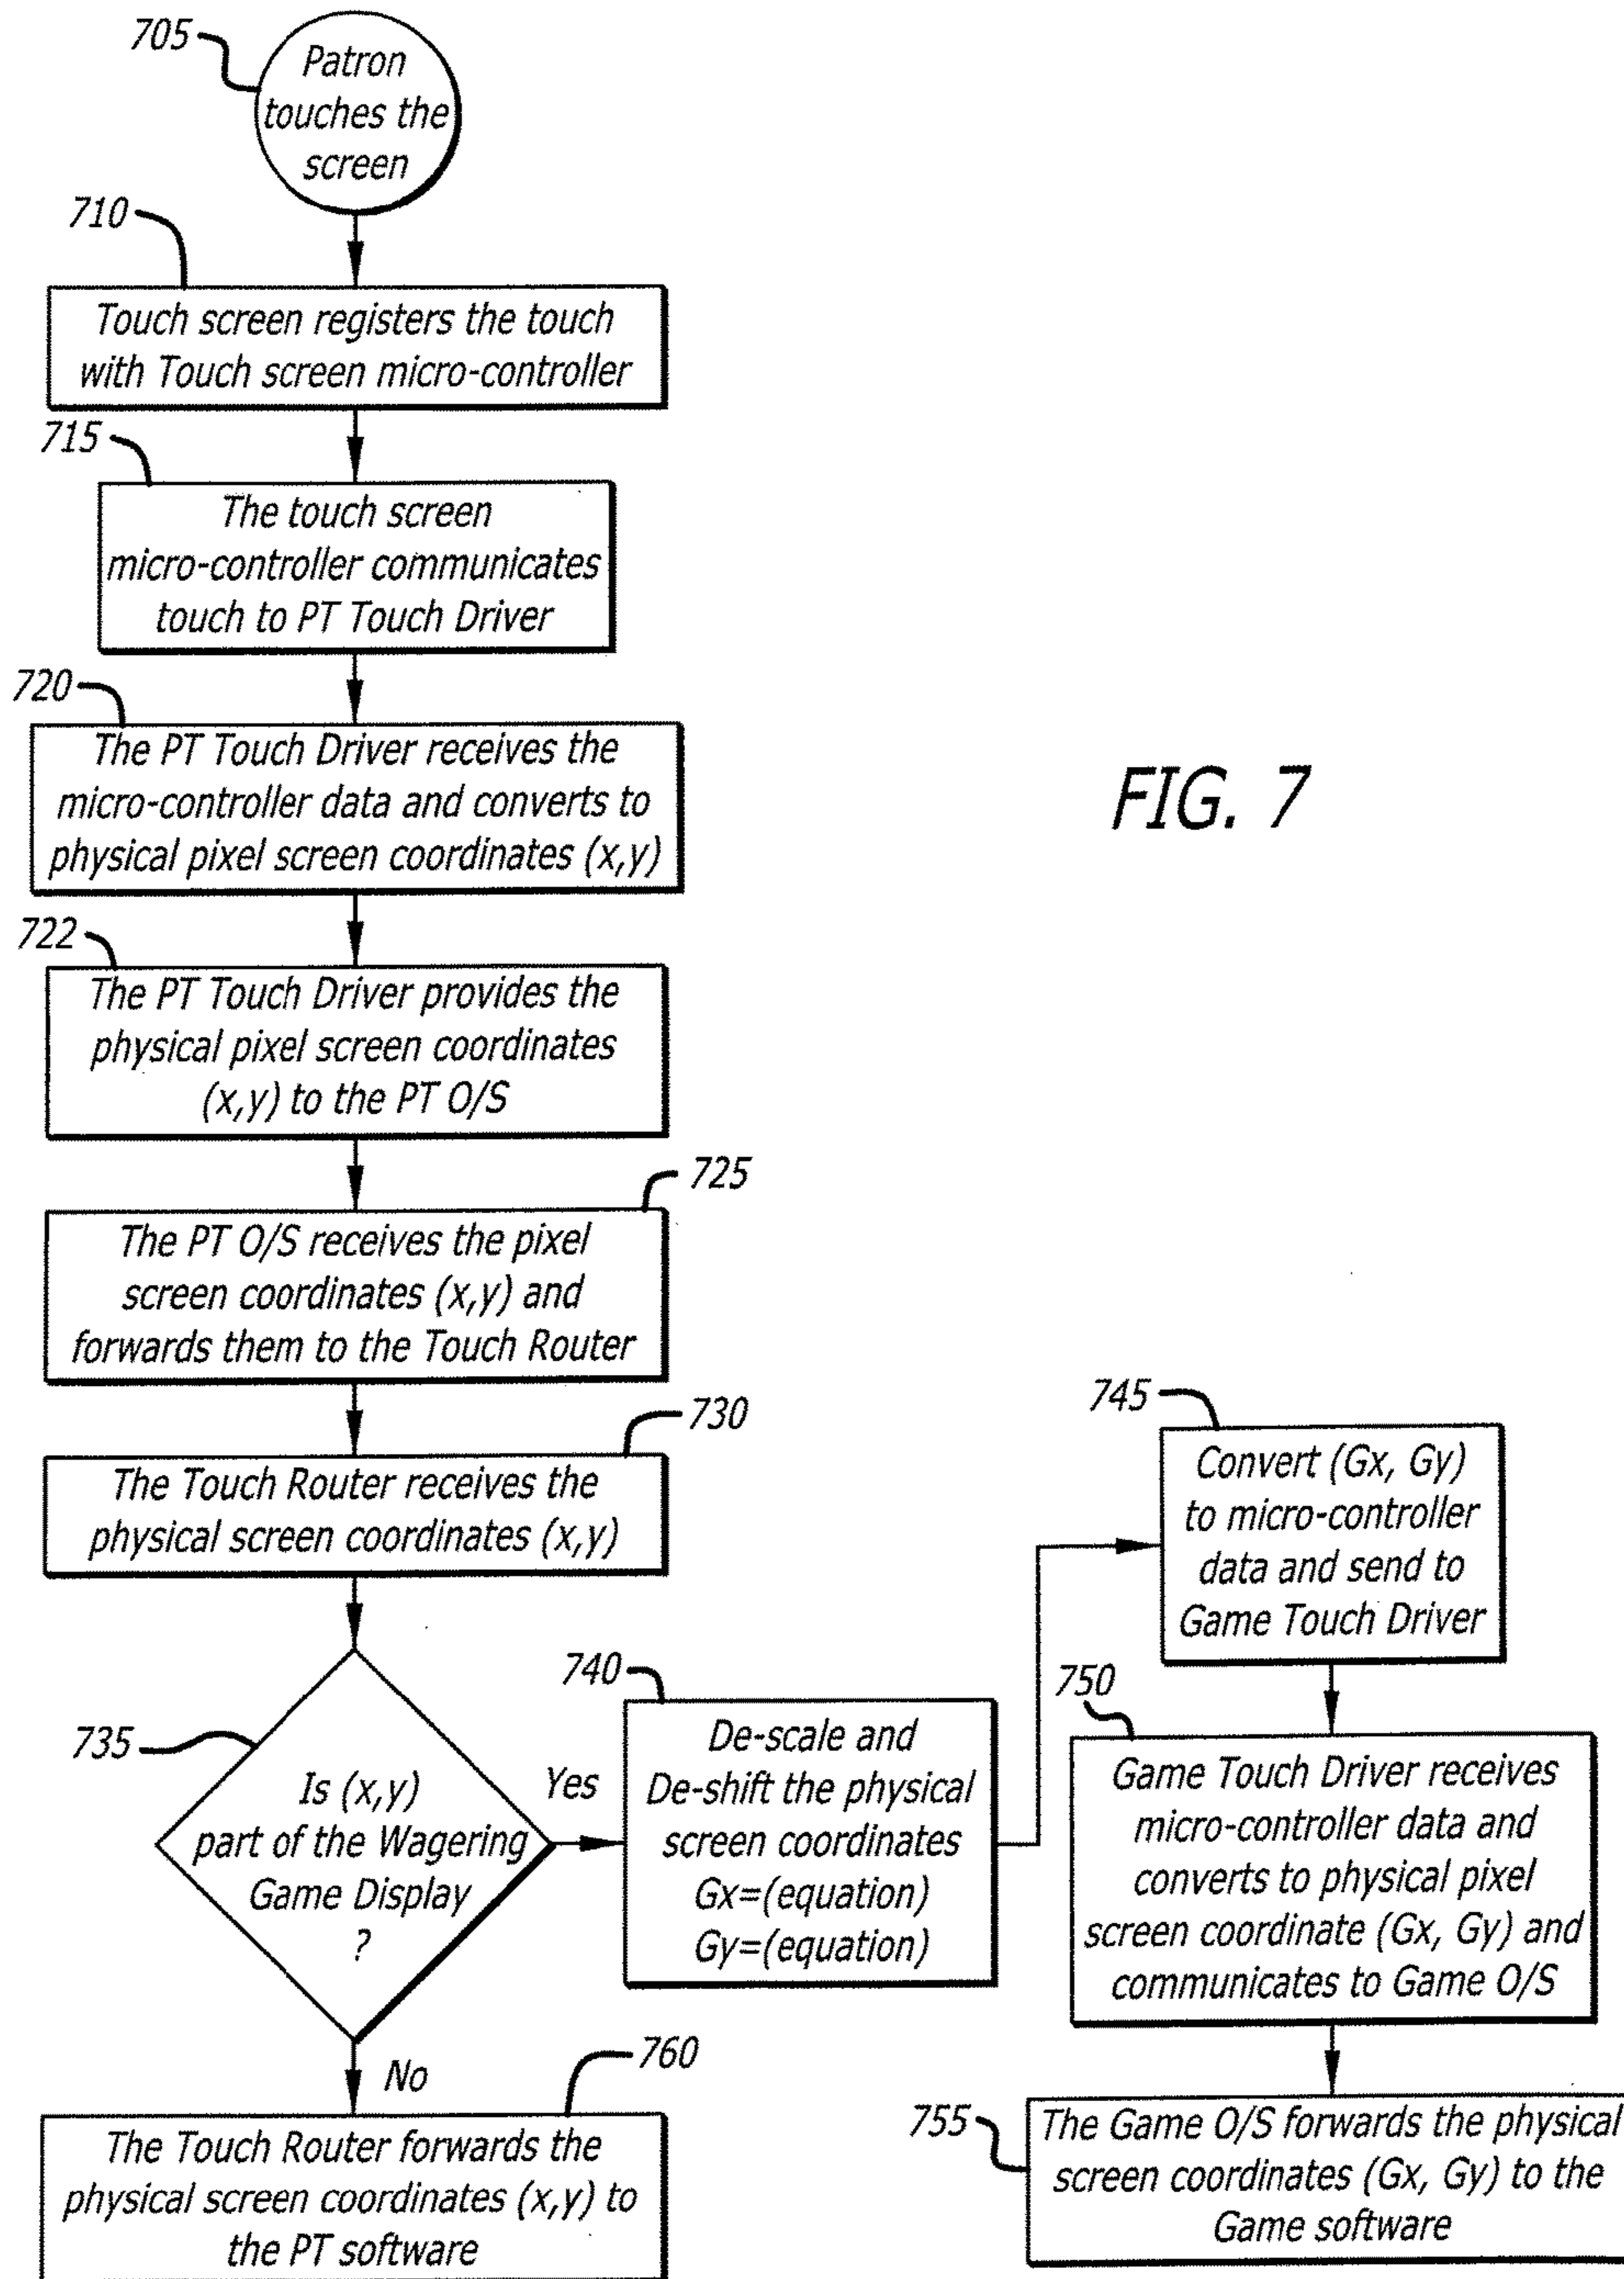 705
Patron
touches the
screen
710
Touch screen registers the touch
with Touch screen micro-controller
715
The touch screen
micro-controller communicates
touch to PT Touch Driver
720
The PT Touch Driver receives the
micro-controller data and converts to
physical pixel screen coordinates (x,y)
FIG. 7
722
The PT Touch Driver provides the
physical pixel screen coordinates
(x,y) to the PT O/S
725
The PT O/S receives the pixel
screen coordinates (x,y) and
forwards them to the Touch Router
730
The Touch Router receives the
physical screen coordinates (x,y)
735
Is (x,y)
part of the Wagering
Game Display
?
Yes
740
De-scale and
De-shift the physical
screen coordinates
Gx=(equation)
Gy=(equation)
745
Convert (Gx, Gy)
to micro-controller
data and send to
Game Touch Driver
750
Game Touch Driver receives
micro-controller data and
converts to physical pixel
screen coordinate (Gx, Gy) and
communicates to Game O/S
755
The Game O/S forwards the physical
screen coordinates (Gx, Gy) to the
Game software
No
760
The Touch Router forwards the
physical screen coordinates (x,y) to
the PT software